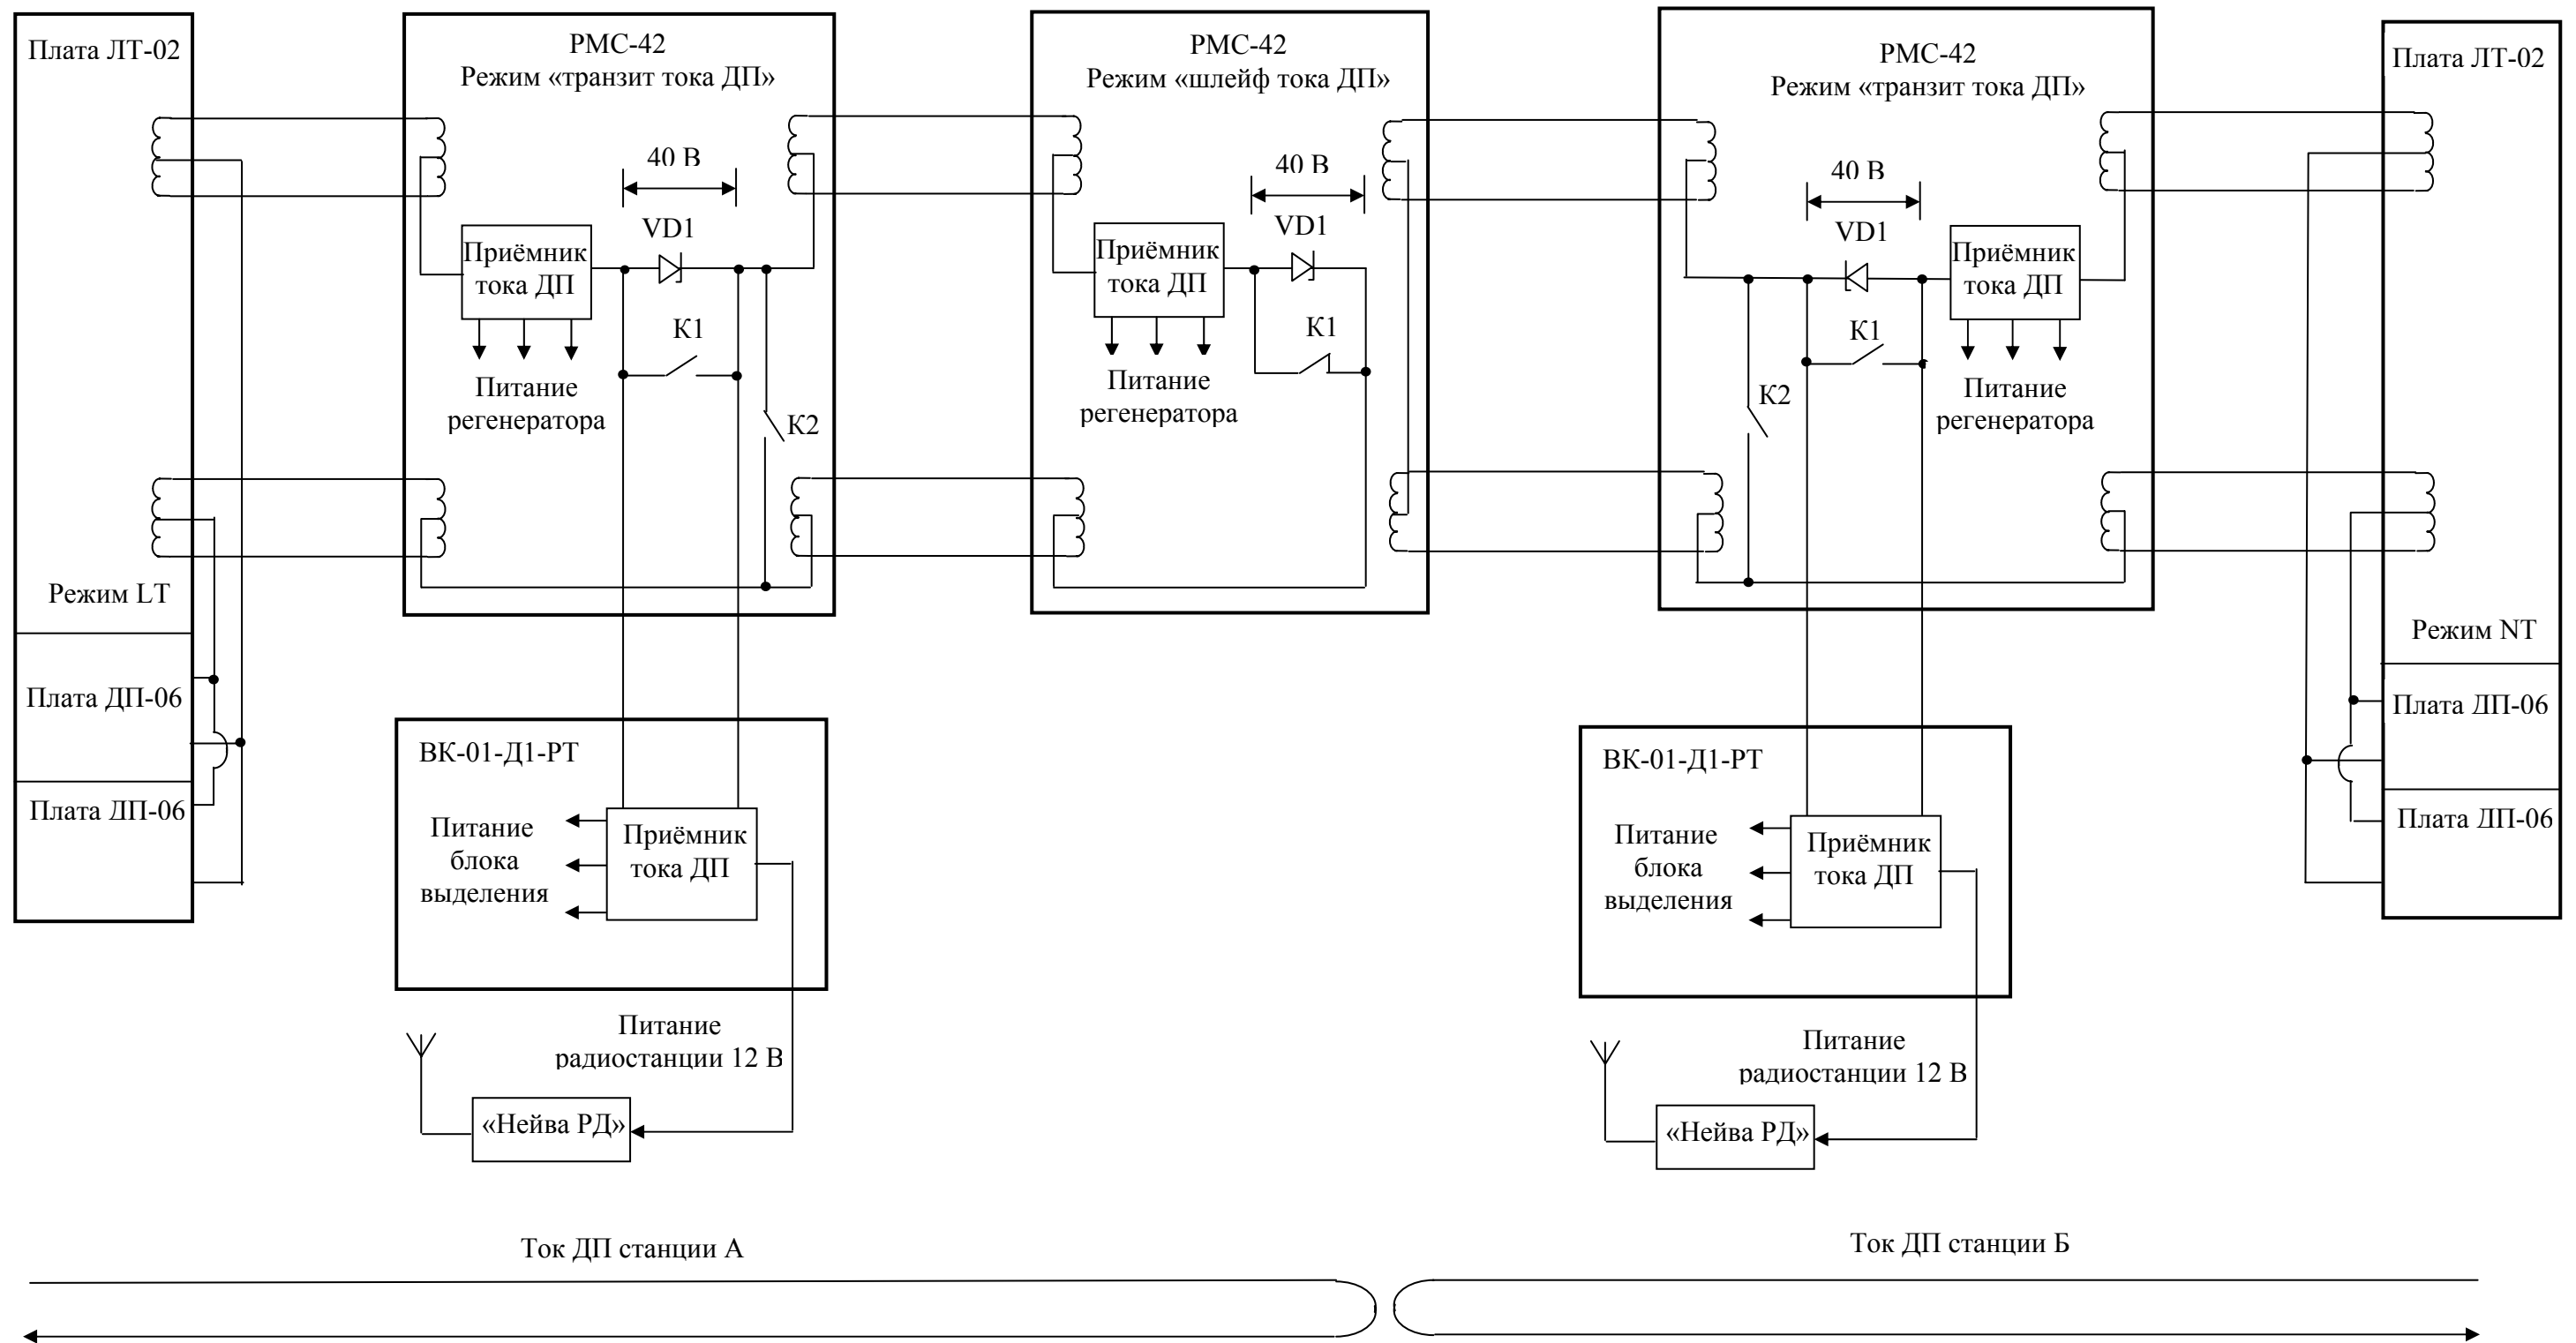 Плата ЛТ-02
РМС-42
Режим «транзит тока ДП»
РМС-42
Режим «шлейф тока ДП»
РМС-42
Режим «транзит тока ДП»
Плата ЛТ-02
40 В
VD1
Приёмник
тока ДП
К1
К2
Питание
регенератора
40 В
VD1
Приёмник
тока ДП
К1
Питание
регенератора
40 В
VD1
Приёмник
тока ДП
К1
К2
Питание
регенератора
Режим LT
Плата ДП-06
Плата ДП-06
Режим NT
Плата ДП-06
Плата ДП-06
ВК-01-Д1-РТ
Питание
блока
выделения
Приёмник
тока ДП
Питание
радиостанции 12 В
«Нейва РД»
ВК-01-Д1-РТ
Питание
блока
выделения
Приёмник
тока ДП
Питание
радиостанции 12 В
«Нейва РД»
Ток ДП станции А
Ток ДП станции Б